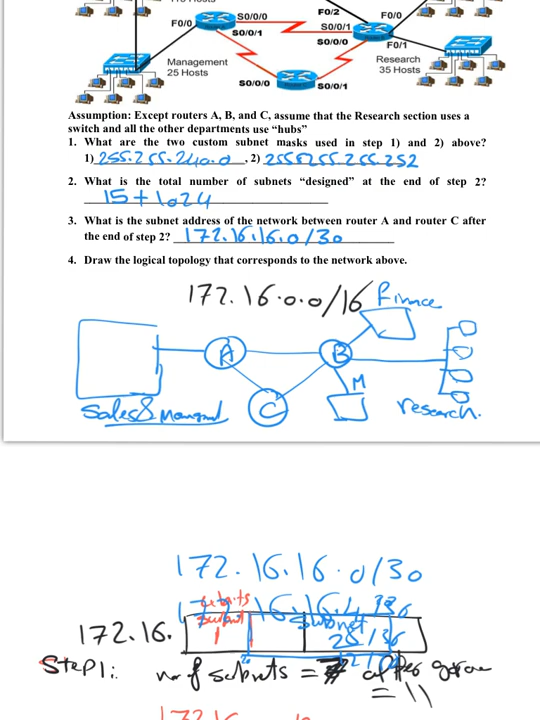 F0/0
S0/0/0
S0/0/1
F0/2
S0/0/1
S0/0/0
F0/0
F0/1
Management
25 Hosts
Research
35 Hosts
S0/0/0
S0/0/1
Assumption: Except routers A, B, and C, assume that the Research section uses a
switch and all the other departments use “hubs”
1. What are the two custom subnet masks used in step 1) and 2) above?
1) 255.255.240.0 , 2) 255.255.255.252
2. What is the total number of subnets “designed” at the end of step 2?
15+1024
3. What is the subnet address of the network between router A and router C after
the end of step 2? 172.16.16.0/30
4. Draw the logical topology that corresponds to the network above.
172.16.0.0/16
Finance
A
B
C
M
Sales &
research.
172.16.16.0/30
subnet
172.16.
Step1: no of subnets =
= 11